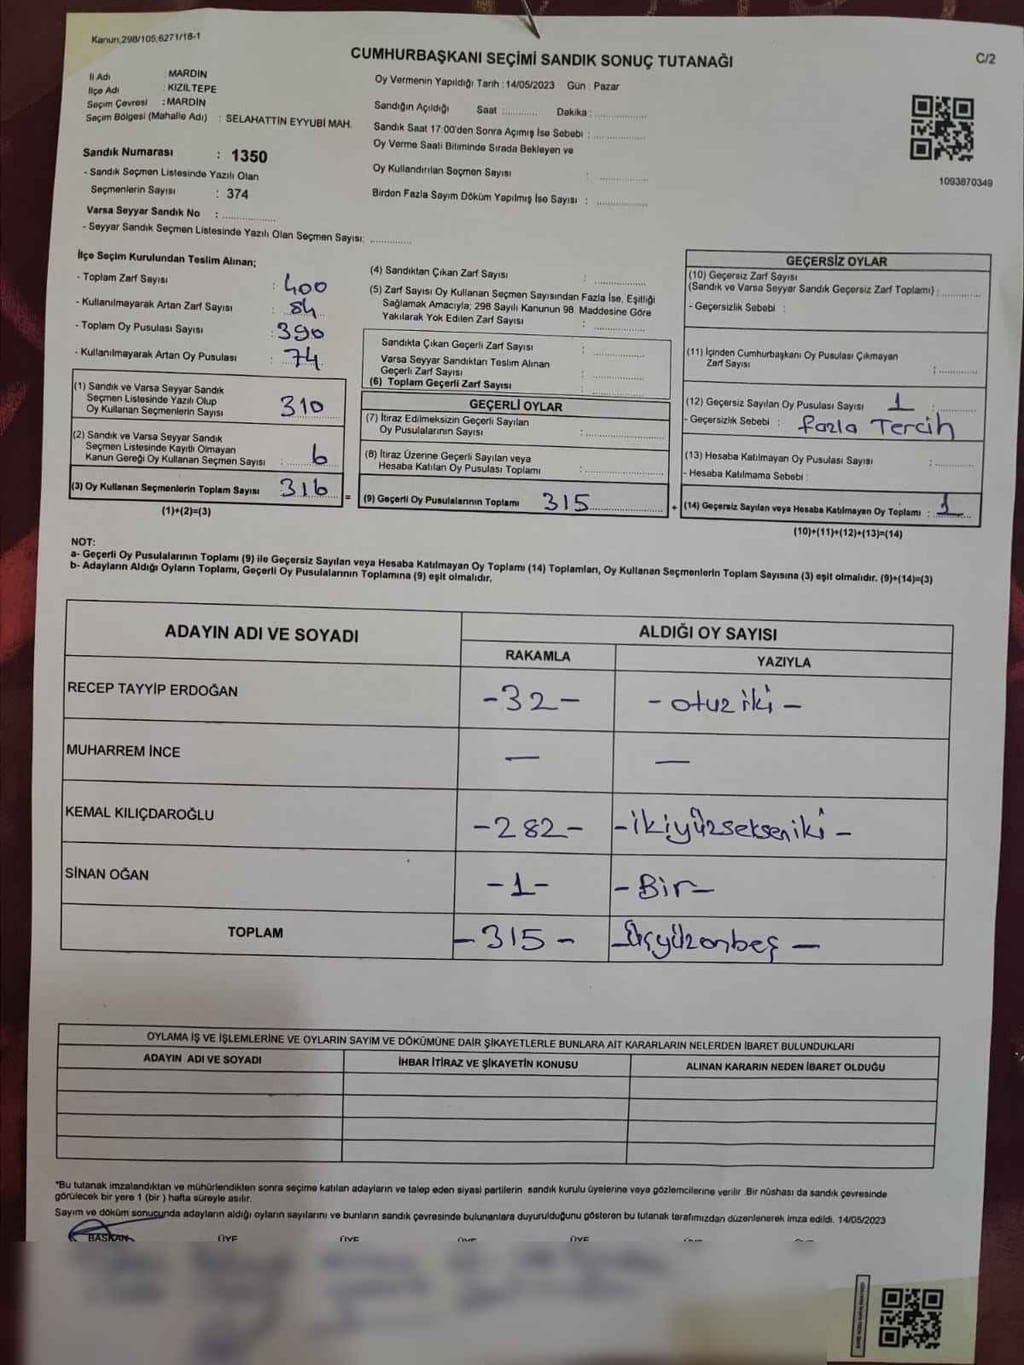 Kanun,298/105,6271/16-1
CUMHURBAŞKANI SEÇİMİ SANDIK SONUÇ TUTANAĞI
C/2
İl Adı : MARDİN
İlçe Adı : KIZILTEPE
Seçim Çevresi : MARDİN
Seçim Bölgesi (Mahalle Adı) : SELAHATTİN EYYUBİ MAH.
Oy Vermenin Yapıldığı Tarih : 14/05/2023 Gün : Pazar
Sandığın Açıldığı Saat :.......... Dakika :..............
Sandık Saat 17:00'den Sonra Açımış İse Sebebi : ..............
Oy Verme Saati Bitiminde Sırada Bekleyen ve
Oy Kullandırılan Seçmen Sayısı : ..............
Birden Fazla Sayım Döküm Yapılmış İse Sayısı : ..............
1093870349
Sandık Numarası : 1350
- Sandık Seçmen Listesinde Yazılı Olan
Seçmenlerin Sayısı : 374
Varsa Seyyar Sandık No : ..............
- Seyyar Sandık Seçmen Listesinde Yazılı Olan Seçmen Sayısı: ............
İlçe Seçim Kurulundan Teslim Alınan;
- Toplam Zarf Sayısı : 400
- Kullanılmayarak Artan Zarf Sayısı : 84
- Toplam Oy Pusulası Sayısı : 390
- Kullanılmayarak Artan Oy Pusulası : 74
(1) Sandık ve Varsa Seyyar Sandık
Seçmen Listesinde Yazılı Olup
Oy Kullanan Seçmenlerin Sayısı 310
(2) Sandık ve Varsa Seyyar Sandık
Seçmen Listesinde Kayıtlı Olmayan
Kanun Gereği Oy Kullanan Seçmen Sayısı : 6
(3) Oy Kullanan Seçmenlerin Toplam Sayısı 316 =
(1)+(2)=(3)
(4) Sandıktan Çıkan Zarf Sayısı : ..............
(5) Zarf Sayısı Oy Kullanan Seçmen Sayısından Fazla İse, Eşitliği
Sağlamak Amacıyla; 298 Sayılı Kanunun 98. Maddesine Göre
Yakılarak Yok Edilen Zarf Sayısı : ..............
Sandıkta Çıkan Geçerli Zarf Sayısı : ..............
Varsa Seyyar Sandıktan Teslim Alınan
Geçerli Zarf Sayısı : ..............
(6) Toplam Geçerli Zarf Sayısı : ..............
GEÇERLİ OYLAR
(7) İtiraz Edilmeksizin Geçerli Sayılan
Oy Pusulalarının Sayısı : ..............
(8) İtiraz Üzerine Geçerli Sayılan veya
Hesaba Katılan Oy Pusulası Toplamı : ..............
(9) Geçerli Oy Pusulalarının Toplamı 315 +
GEÇERSİZ OYLAR
(10) Geçersiz Zarf Sayısı
(Sandık ve Varsa Seyyar Sandık Geçersiz Zarf Toplamı) : ..........
- Geçersizlik Sebebi :
(11) İçinden Cumhurbaşkanı Oy Pusulası Çıkmayan
Zarf Sayısı : ..........
(12) Geçersiz Sayılan Oy Pusulası Sayısı 1
- Geçersizlik Sebebi : fazla Tercih
(13) Hesaba Katılmayan Oy Pusulası Sayısı : ..........
- Hesaba Katılmama Sebebi :
(14) Geçersiz Sayılan veya Hesaba Katılmayan Oy Toplamı : 1
(10)+(11)+(12)+(13)=(14)
NOT:
a- Geçerli Oy Pusulalarının Toplamı (9) ile Geçersiz Sayılan veya Hesaba Katılmayan Oy Toplamı (14) Toplamları, Oy Kullanan Seçmenlerin Toplam Sayısına (3) eşit olmalıdır. (9)+(14)=(3)
b- Adayların Aldığı Oyların Toplamı, Geçerli Oy Pusulalarının Toplamına (9) eşit olmalıdır.
ADAYIN ADI VE SOYADI ALDIĞI OY SAYISI
RAKAMLA YAZIYLA
RECEP TAYYİP ERDOĞAN -32- - otuz iki -
MUHARREM İNCE — —
KEMAL KILIÇDAROĞLU -282- -ikiyüzsekseniki -
SİNAN OĞAN -1- -Bir-
TOPLAM -315- -Üçyüzonbeş -
OYLAMA İŞ VE İŞLEMLERİNE VE OYLARIN SAYIM VE DÖKÜMÜNE DAİR ŞİKAYETLERLE BUNLARA AİT KARARLARIN NELERDEN İBARET BULUNDUKLARI
ADAYIN ADI VE SOYADI İHBAR İTİRAZ VE ŞİKAYETİN KONUSU ALINAN KARARIN NEDEN İBARET OLDUĞU
*Bu tutanak imzalandıktan ve mühürlendikten sonra seçime katılan adayların ve talep eden siyasi partilerin sandık kurulu üyelerine veya gözlemcilerine verilir .Bir nüshası da sandık çevresinde
görülecek bir yere 1 (bir ) hafta süreyle asılır.
Sayım ve döküm sonucunda adayların aldığı oyların sayılarını ve bunların sandık çevresinde bulunanlara duyurulduğunu gösteren bu tutanak tarafımızdan düzenlenerek imza edildi. 14/05/2023
BAŞKAN ÜYE ÜYE ÜYE ÜYE